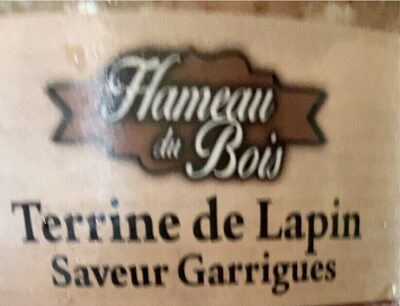 Hameau
du Bois
Terrine de Lapin
Saveur Garrigues